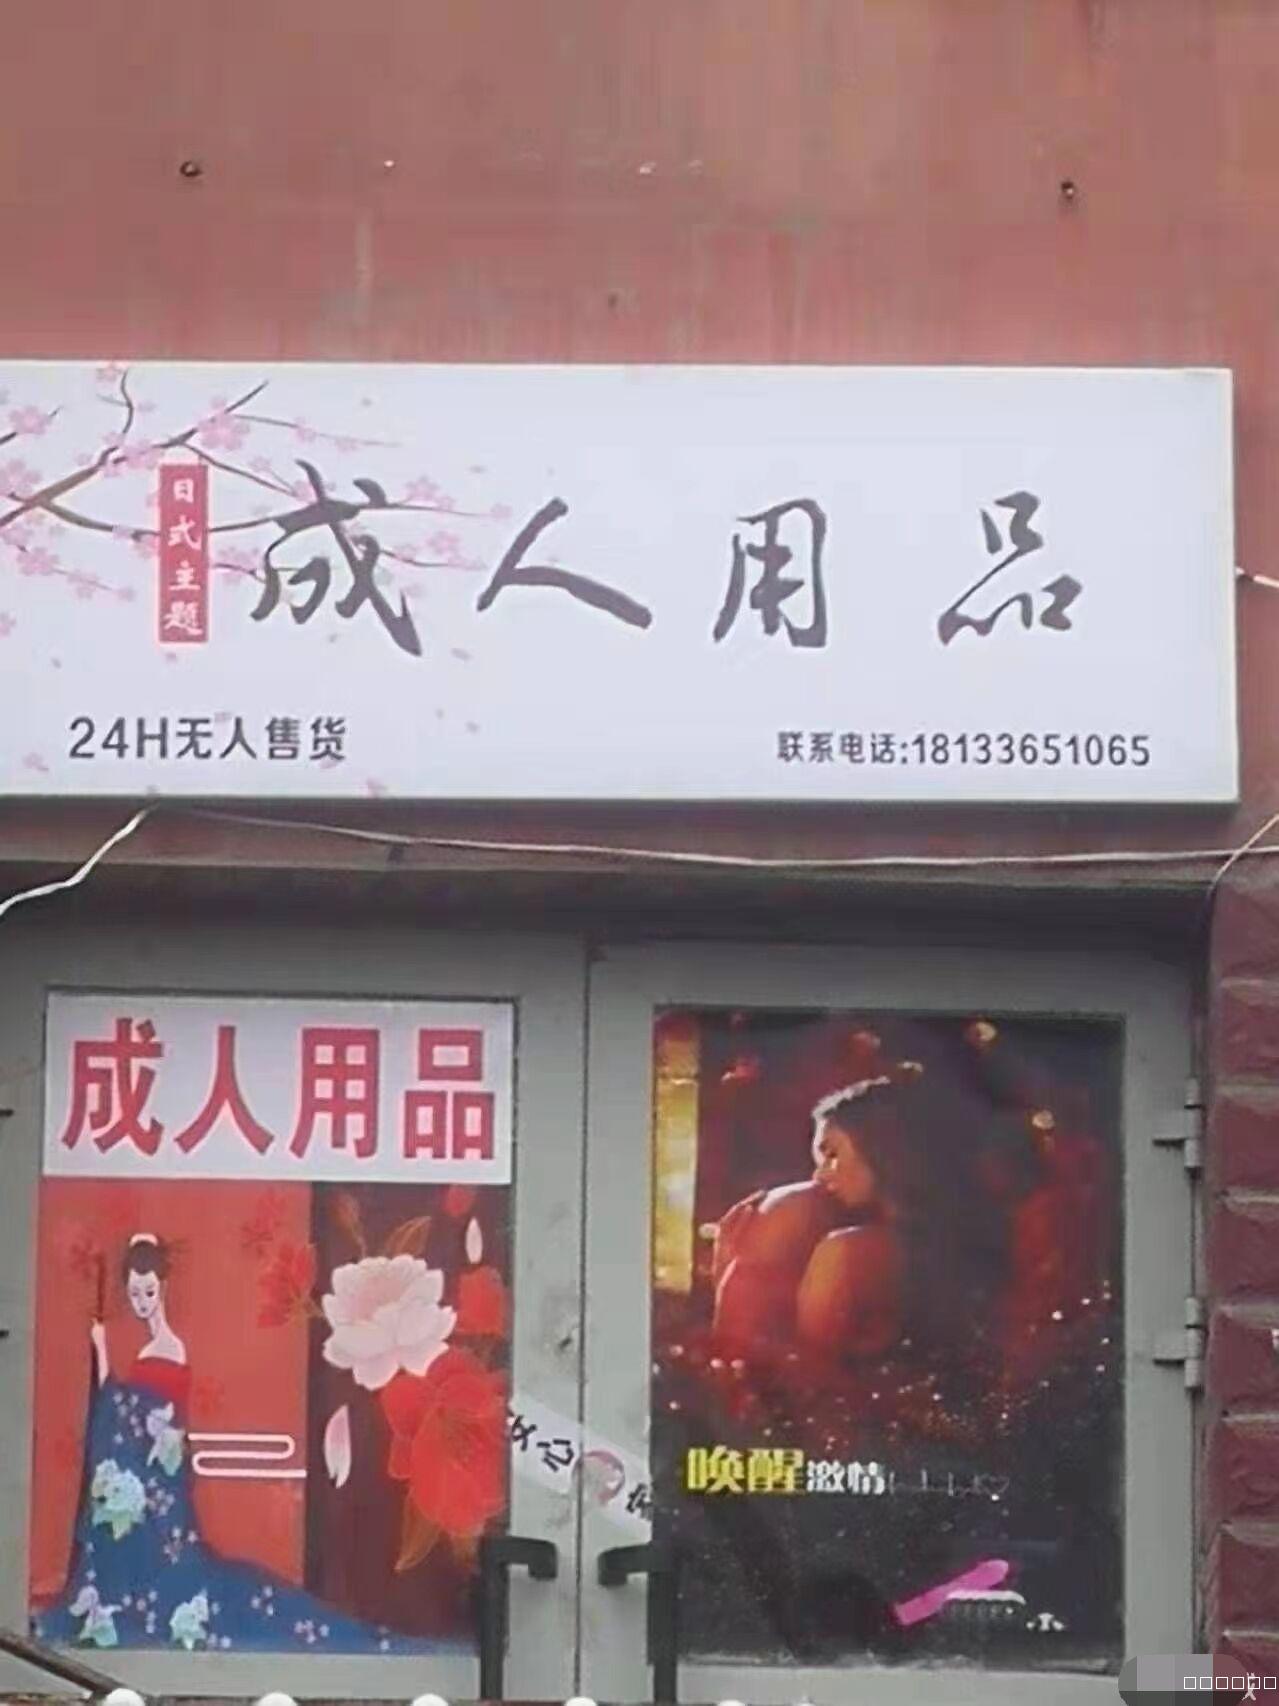 日式主题
成人用品
24H无人售货
联系电话:18133651065
成人用品
唤醒激情